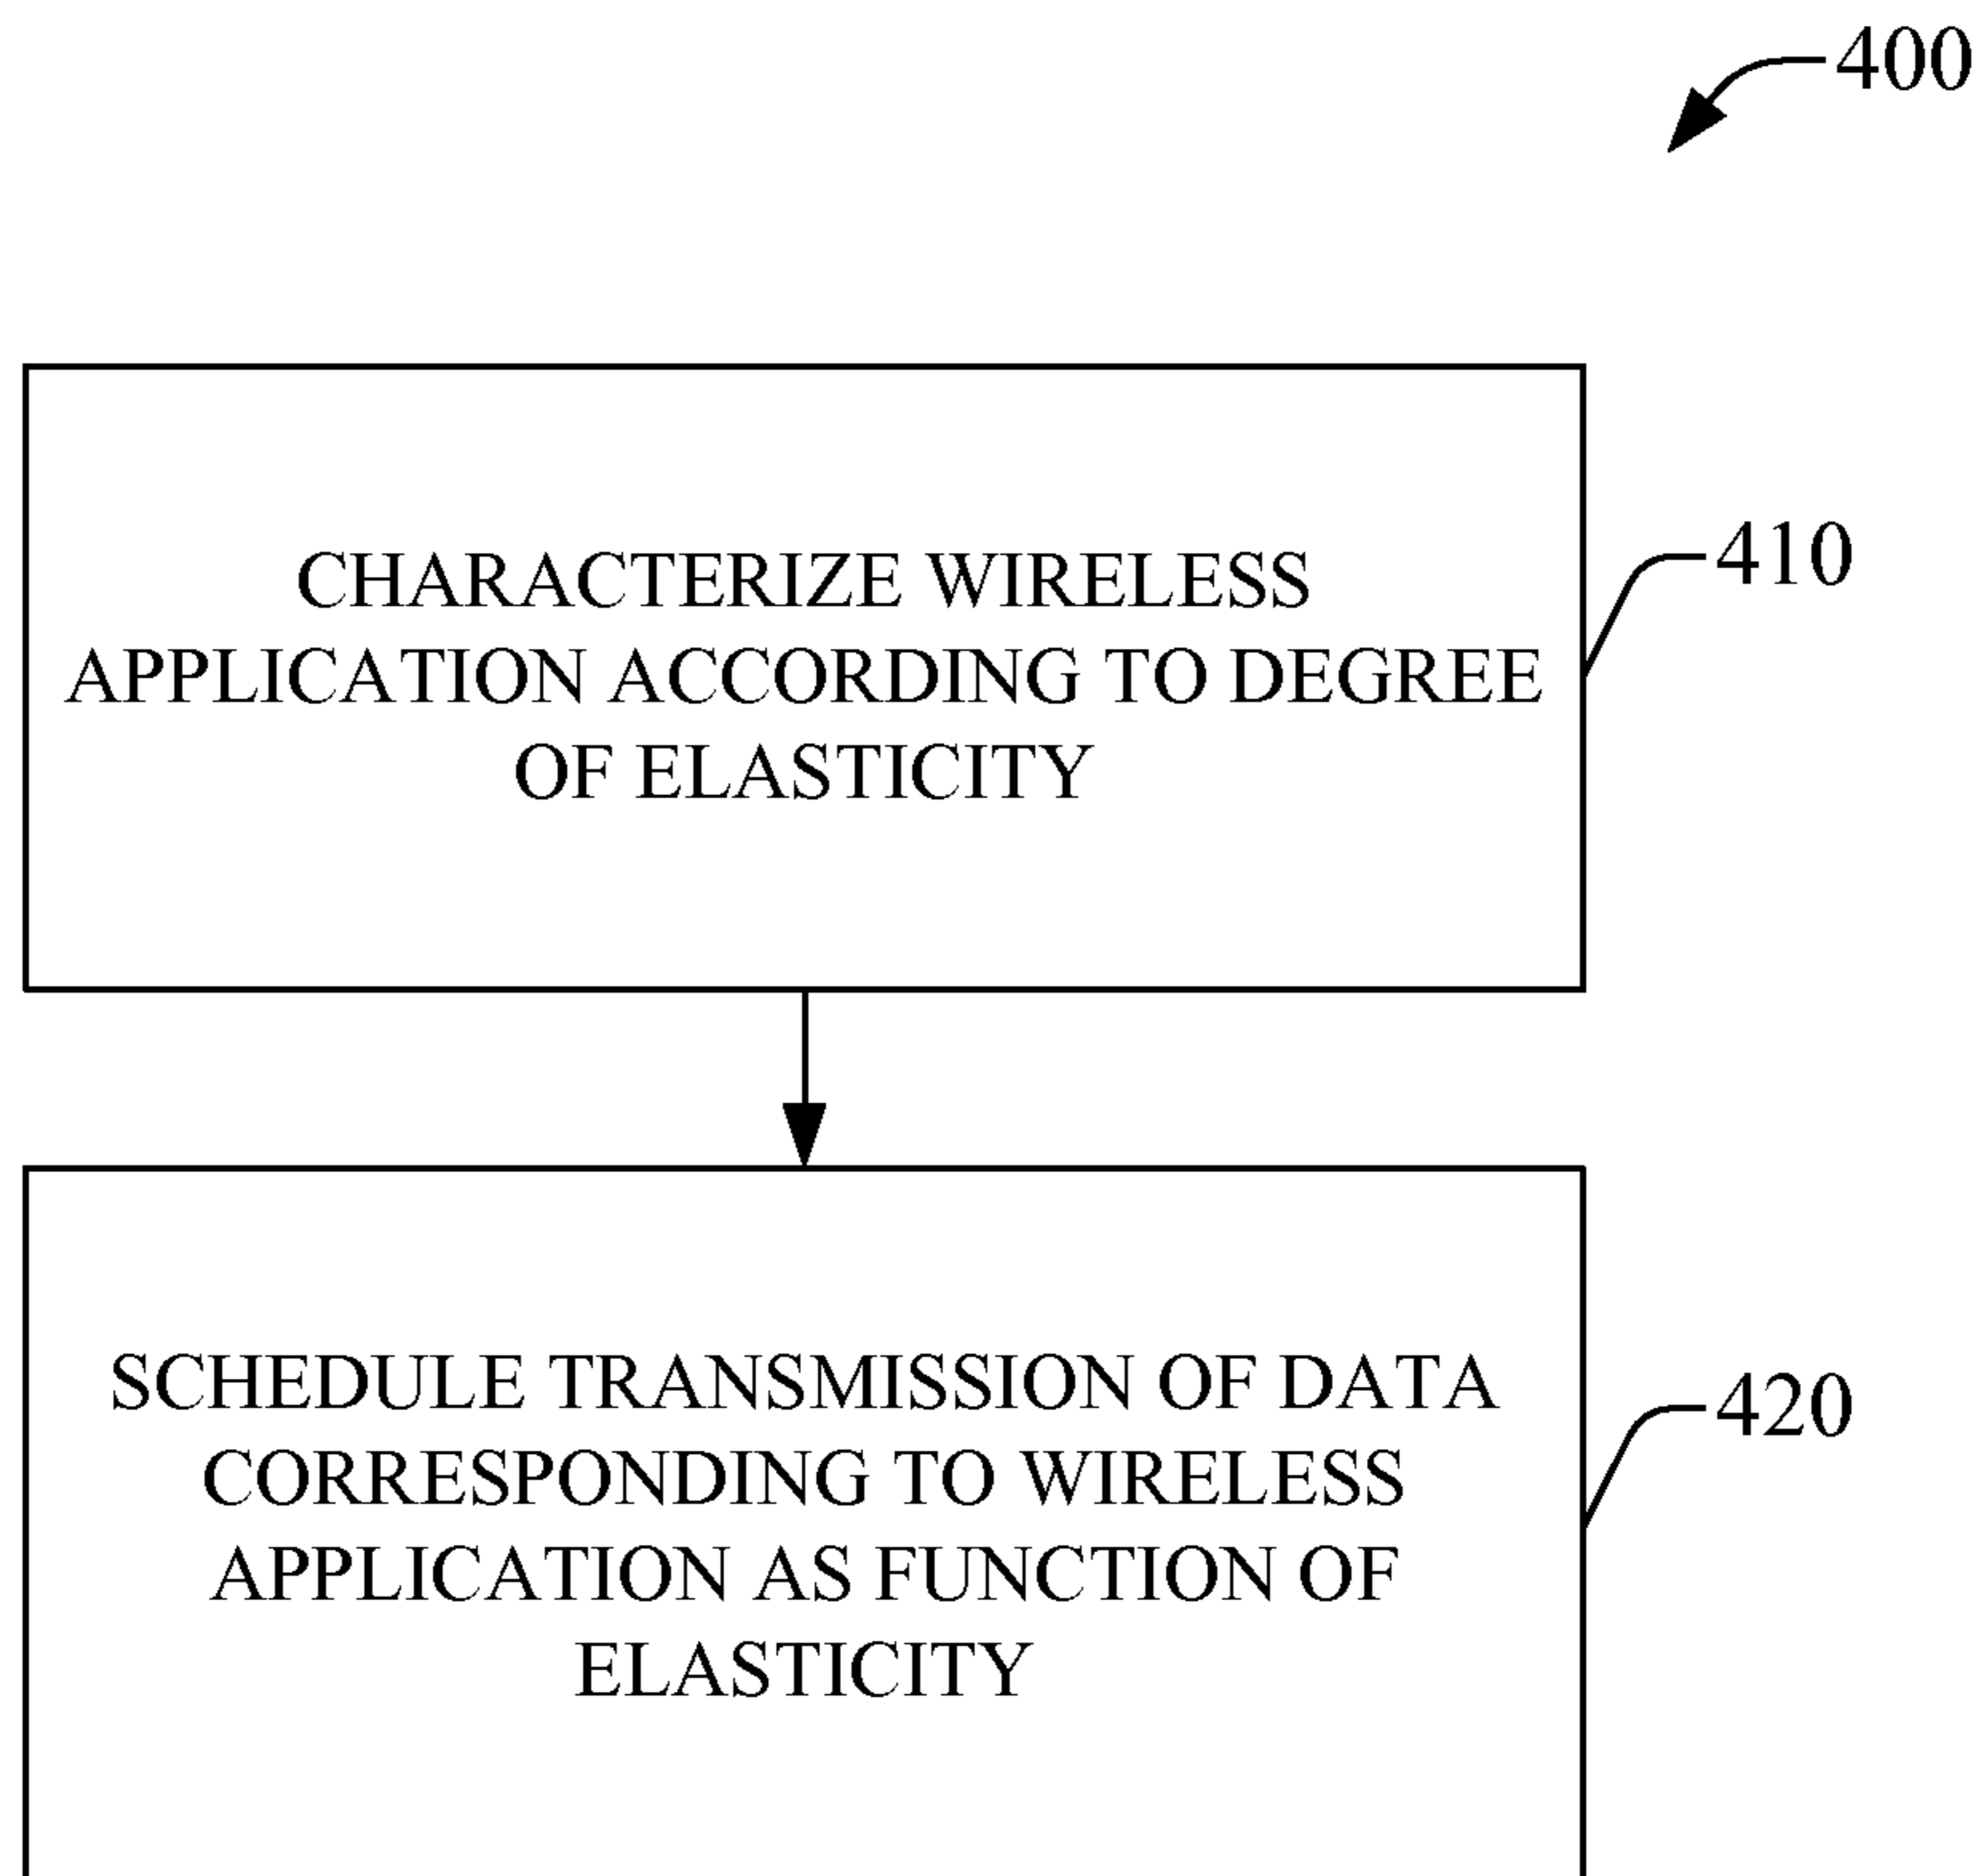 400
CHARACTERIZE WIRELESS
APPLICATION ACCORDING TO DEGREE
OF ELASTICITY
410
SCHEDULE TRANSMISSION OF DATA
CORRESPONDING TO WIRELESS
APPLICATION AS FUNCTION OF
ELASTICITY
420